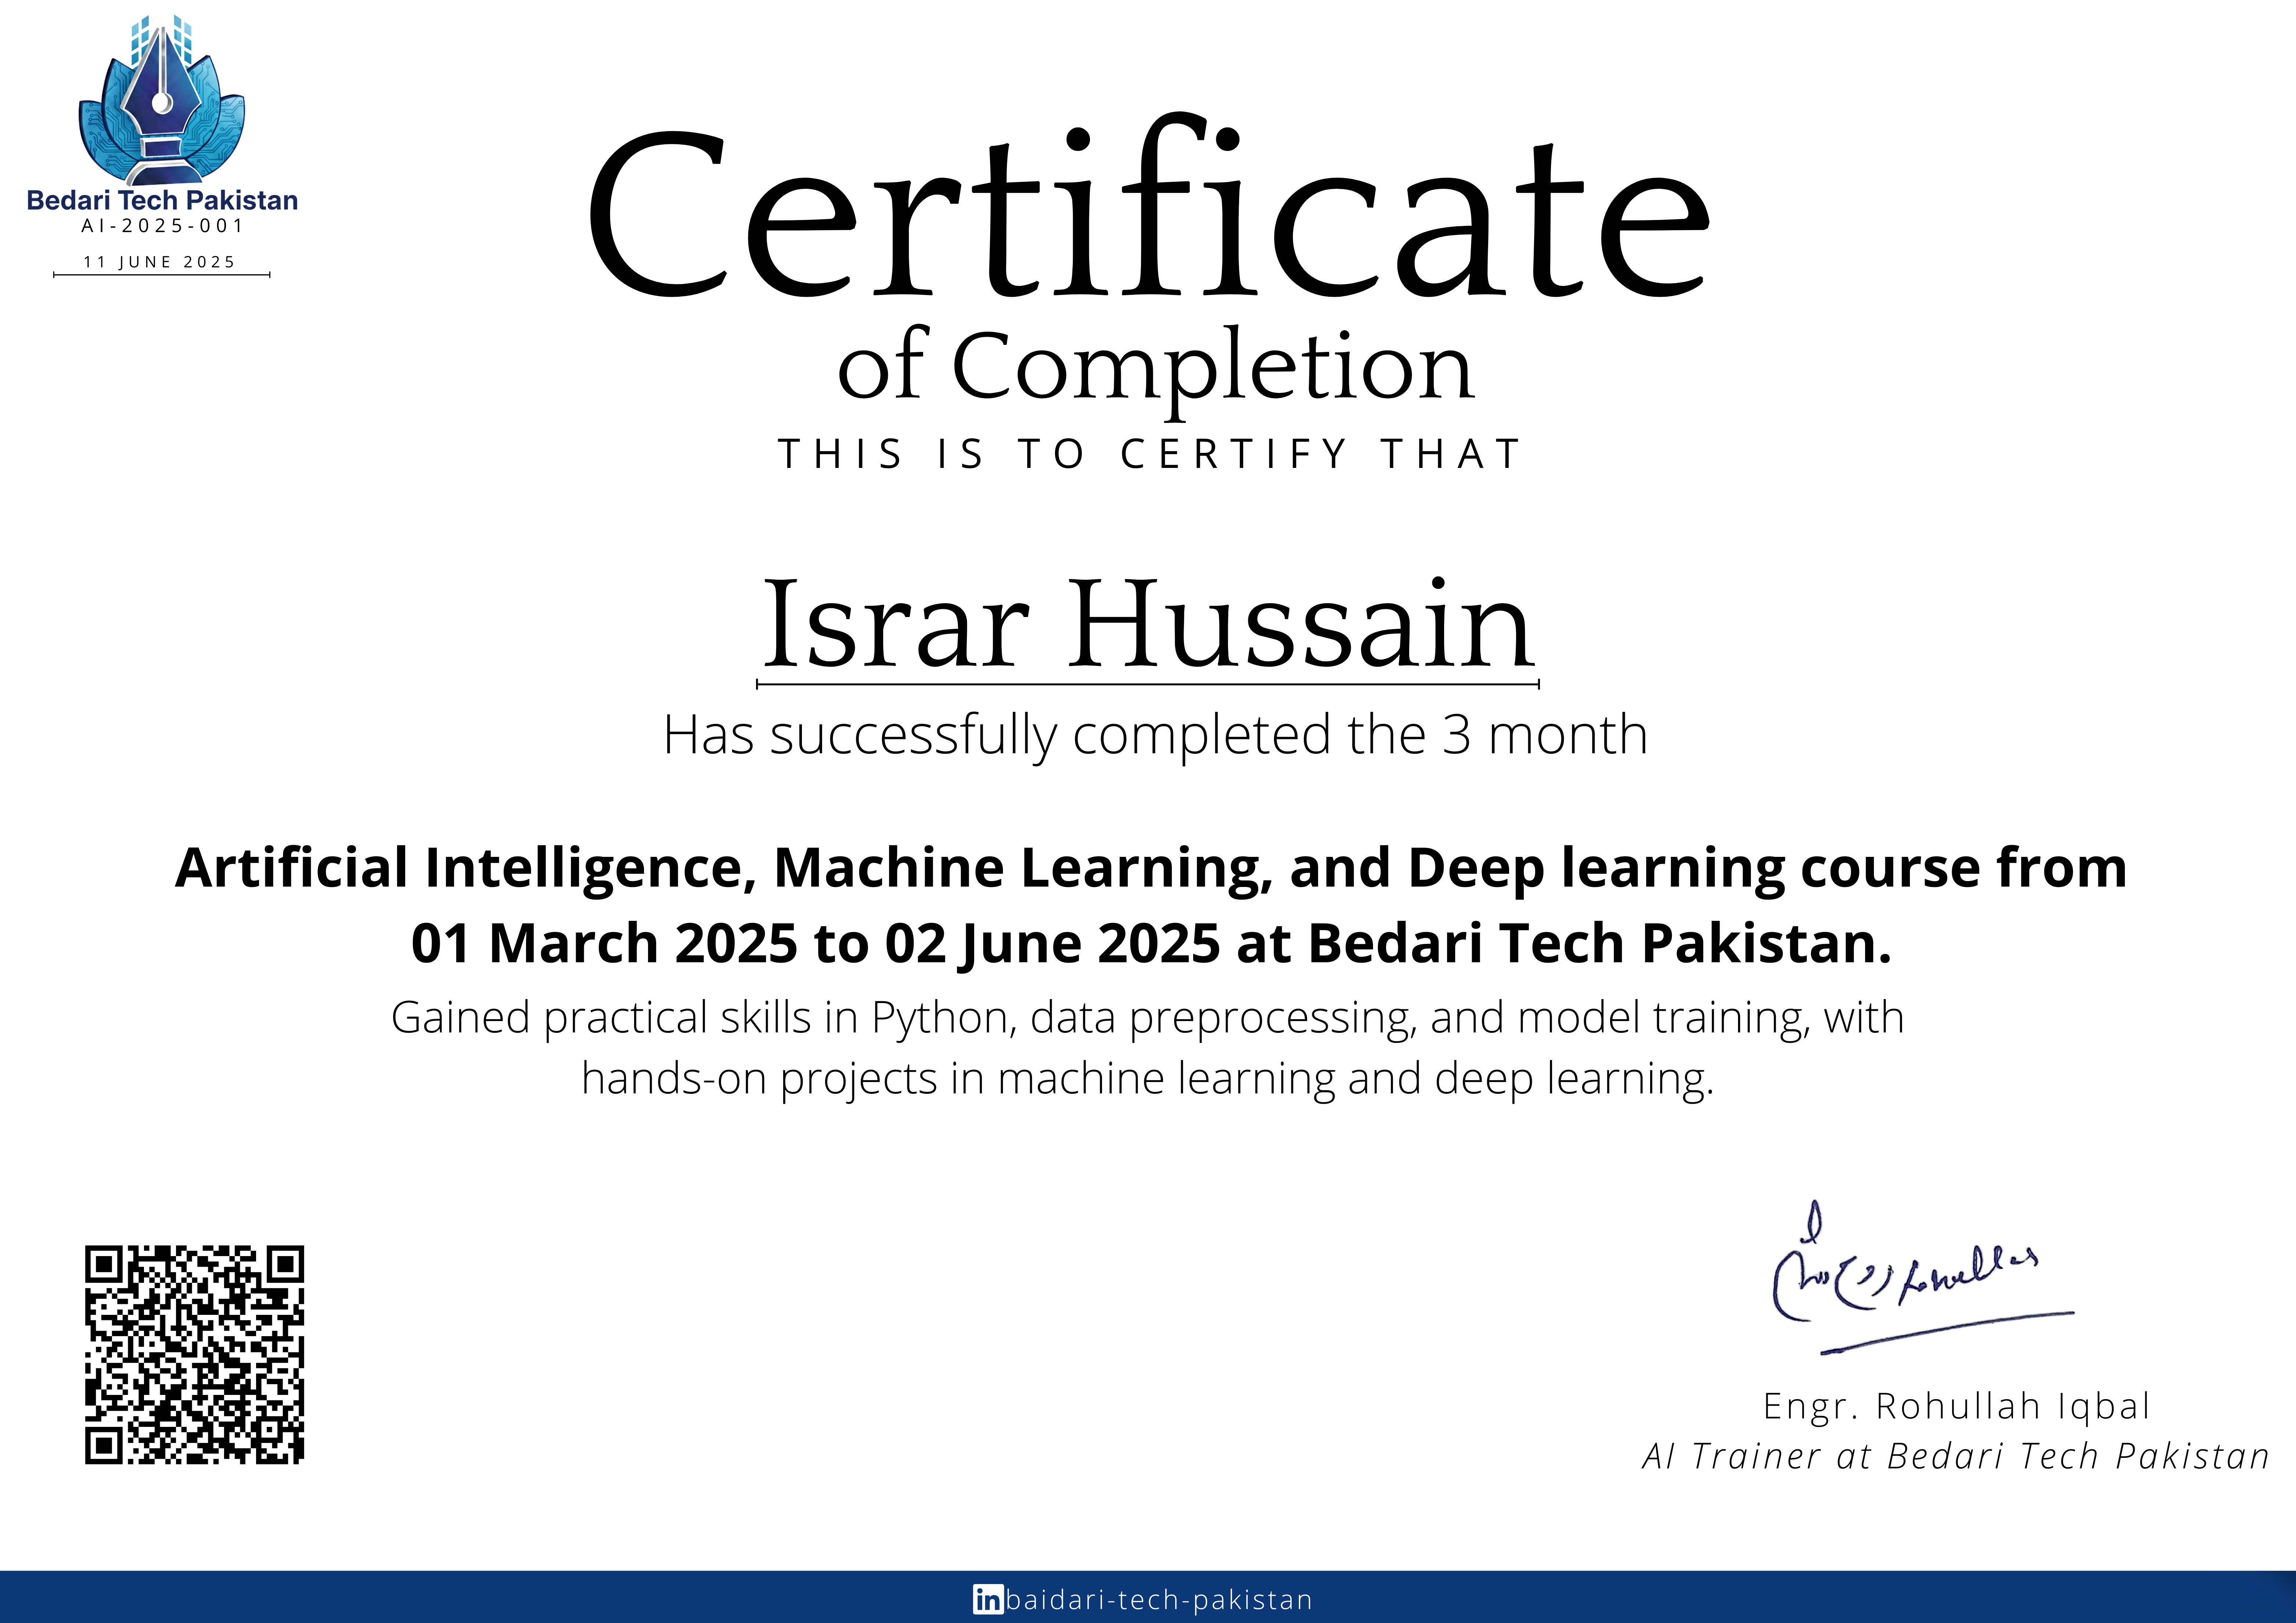 Bedari Tech Pakistan
AI-2025-001
11 JUNE 2025
Certificate
of Completion
THIS IS TO CERTIFY THAT
Israr Hussain
Has successfully completed the 3 month
Artificial Intelligence, Machine Learning, and Deep learning course from
01 March 2025 to 02 June 2025 at Bedari Tech Pakistan.
Gained practical skills in Python, data preprocessing, and model training, with
hands-on projects in machine learning and deep learning.
Engr. Rohullah Iqbal
AI Trainer at Bedari Tech Pakistan
in baidari-tech-pakistan